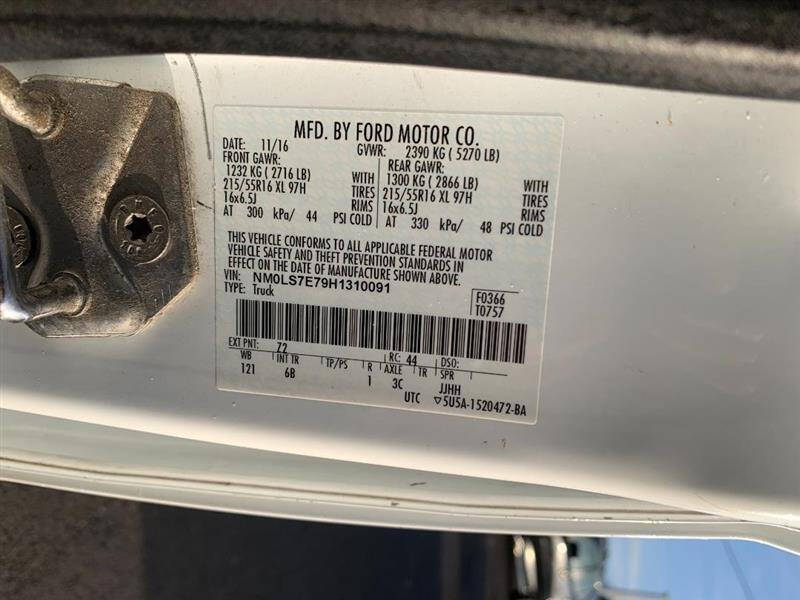 MFD. BY FORD MOTOR CO.
DATE: 11/16 GVWR: 2390 KG ( 5270 LB)
FRONT GAWR: REAR GAWR:
1232 KG ( 2716 LB) WITH 1300 KG ( 2866 LB) WITH
215/55R16 XL 97H TIRES 215/55R16 XL 97H TIRES
16x6.5J RIMS 16x6.5J RIMS
AT 300 kPa/ 44 PSI COLD AT 330 kPa/ 48 PSI COLD
THIS VEHICLE CONFORMS TO ALL APPLICABLE FEDERAL MOTOR
VEHICLE SAFETY AND THEFT PREVENTION STANDARDS IN
EFFECT ON THE DATE OF MANUFACTURE SHOWN ABOVE.
VIN: NM0LS7E79H1310091 F0366
TYPE: Truck T0757
EXT PNT: Z2 RC: 44 DSO:
WB INT TR TP/PS R AXLE TR SPR
121 6B 1 3C JJHH
UTC ▽5U5A-1520472-BA